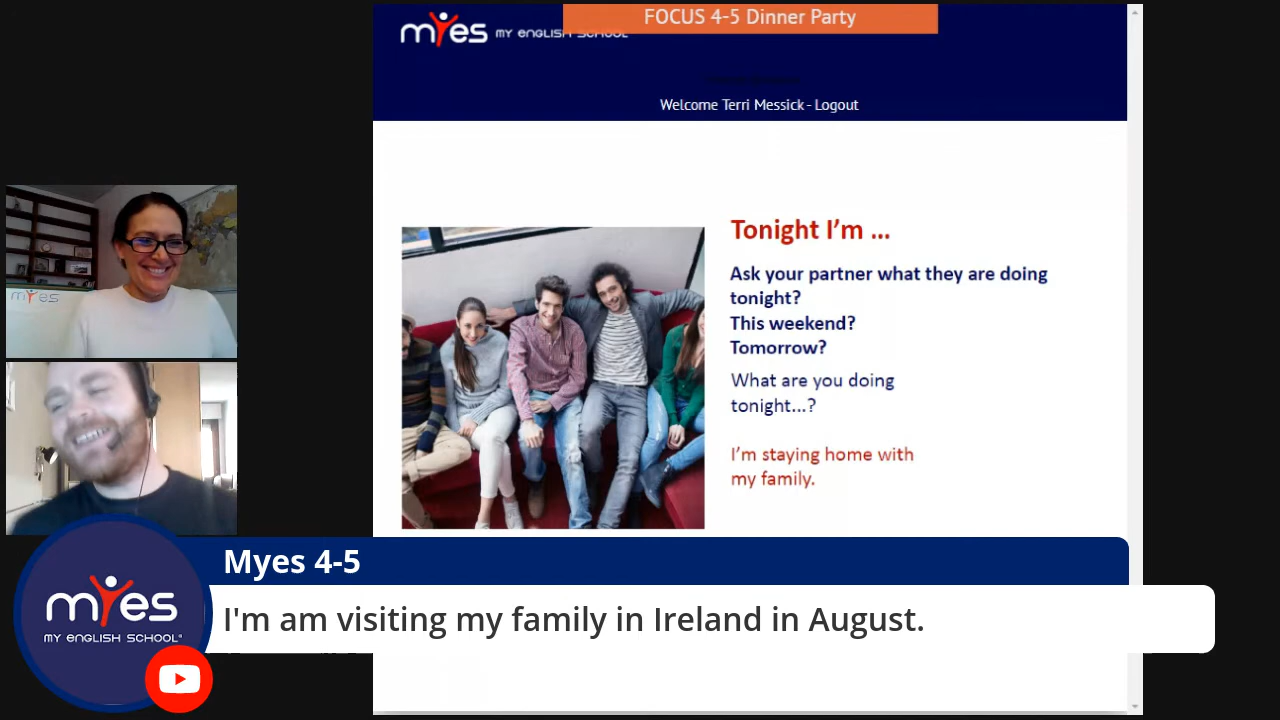 FOCUS 4-5 Dinner Party
myes MY ENGLISH SCHOOL
Welcome Terri Messick - Logout
myes
Tonight I'm ...
Ask your partner what they are doing
tonight?
This weekend?
Tomorrow?
What are you doing
tonight...?
I'm staying home with
my family.
Myes 4-5
I'm am visiting my family in Ireland in August.
myes
MY ENGLISH SCHOOL®